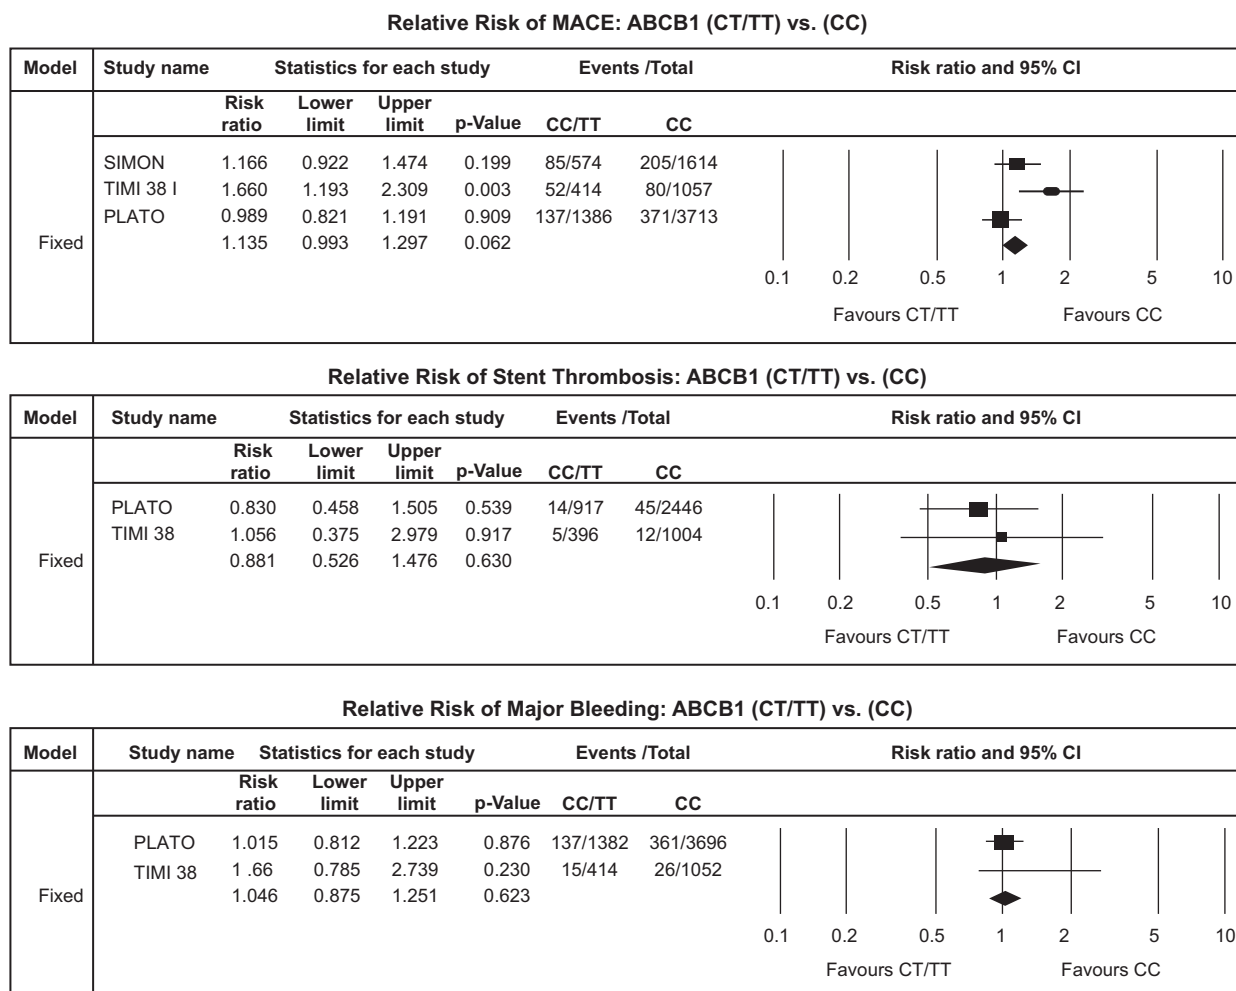 Relative Risk of MACE: ABCB1 (CT/TT) vs. (CC)
Model Study name Statistics for each study Events /Total Risk ratio and 95% CI
Risk ratio Lower limit Upper limit p-Value CC/TT CC
SIMON 1.166 0.922 1.474 0.199 85/574 205/1614
TIMI 38 I 1.660 1.193 2.309 0.003 52/414 80/1057
PLATO 0.989 0.821 1.191 0.909 137/1386 371/3713
Fixed 1.135 0.993 1.297 0.062
0.1 0.2 0.5 1 2 5 10
Favours CT/TT Favours CC
Relative Risk of Stent Thrombosis: ABCB1 (CT/TT) vs. (CC)
Model Study name Statistics for each study Events /Total Risk ratio and 95% CI
Risk ratio Lower limit Upper limit p-Value CC/TT CC
PLATO 0.830 0.458 1.505 0.539 14/917 45/2446
TIMI 38 1.056 0.375 2.979 0.917 5/396 12/1004
Fixed 0.881 0.526 1.476 0.630
0.1 0.2 0.5 1 2 5 10
Favours CT/TT Favours CC
Relative Risk of Major Bleeding: ABCB1 (CT/TT) vs. (CC)
Model Study name Statistics for each study Events /Total Risk ratio and 95% CI
Risk ratio Lower limit Upper limit p-Value CC/TT CC
PLATO 1.015 0.812 1.223 0.876 137/1382 361/3696
TIMI 38 1 .66 0.785 2.739 0.230 15/414 26/1052
Fixed 1.046 0.875 1.251 0.623
0.1 0.2 0.5 1 2 5 10
Favours CT/TT Favours CC